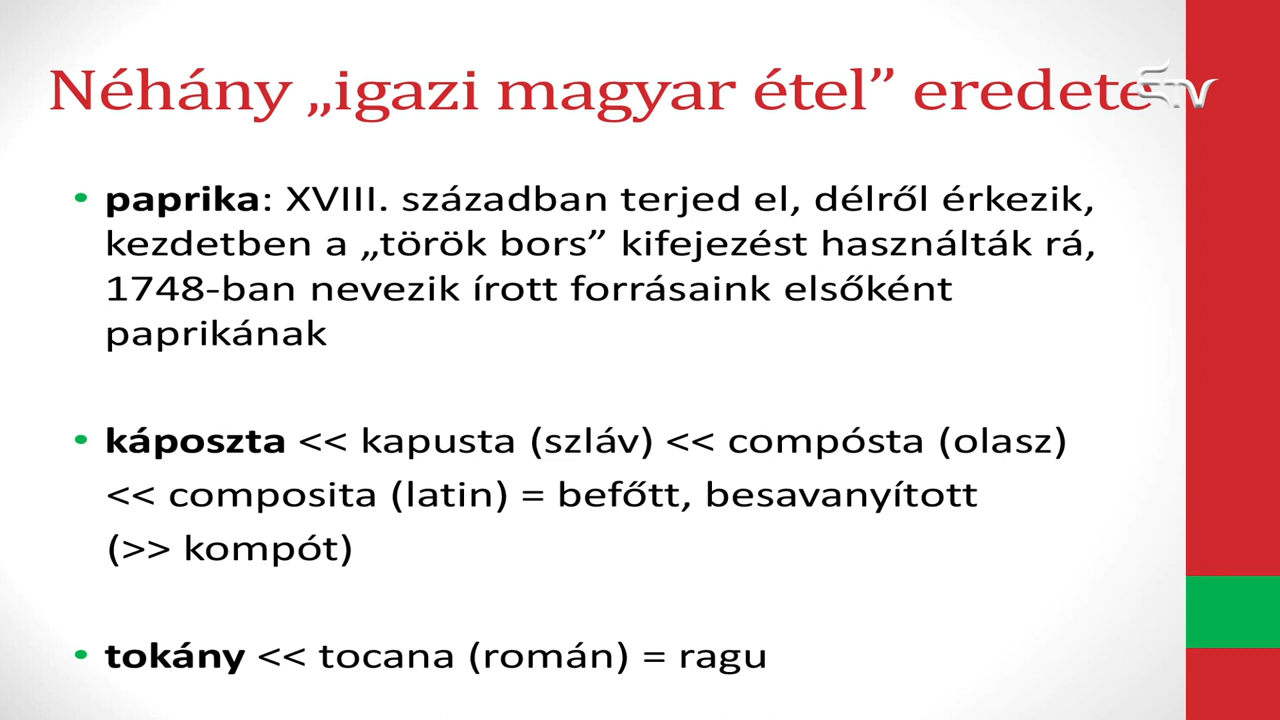 Néhány „igazi magyar étel” eredete
ETV
• paprika: XVIII. században terjed el, délről érkezik,
kezdetben a „török bors” kifejezést használták rá,
1748-ban nevezik írott forrásaink elsőként
paprikának
• káposzta << kapusta (szláv) << compósta (olasz)
<< composita (latin) = befőtt, besavanyított
(>> kompót)
• tokány << tocana (román) = ragu